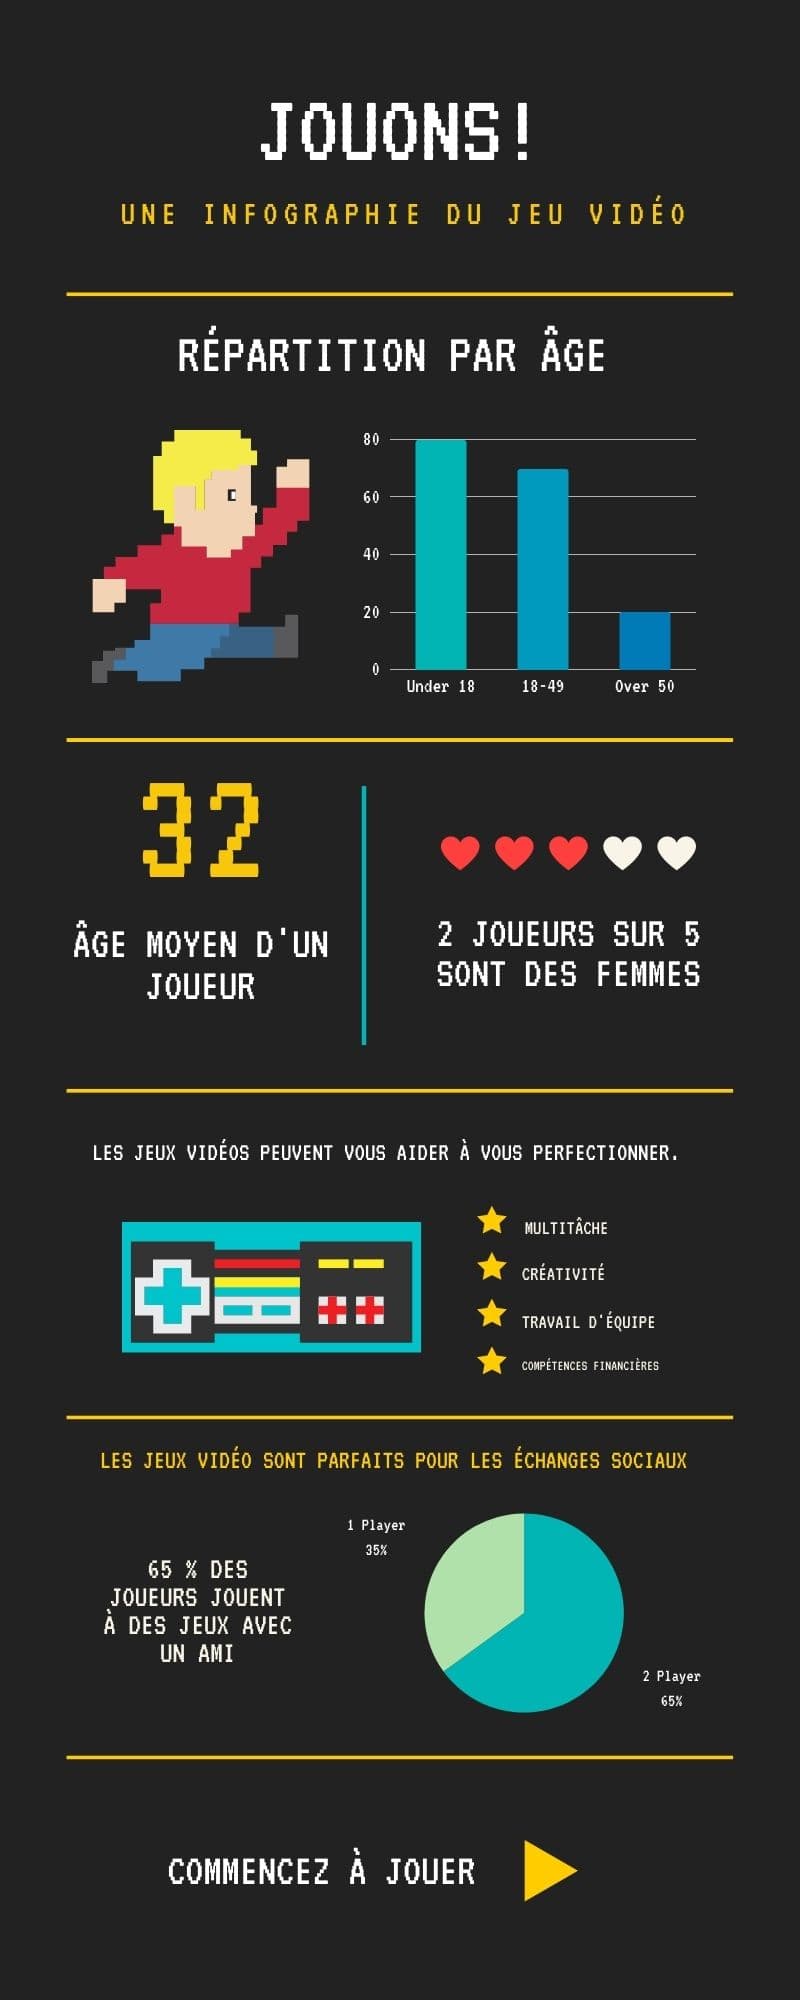 JOUONS!
UNE INFOGRAPHIE DU JEU VIDÉO
RÉPARTITION PAR ÂGE
80
60
40
20
0
Under 18
18-49
Over 50
32
ÂGE MOYEN D'UN
JOUEUR
2 JOUEURS SUR 5
SONT DES FEMMES
LES JEUX VIDÉOS PEUVENT VOUS AIDER À VOUS PERFECTIONNER.
MULTITÂCHE
CRÉATIVITÉ
TRAVAIL D'ÉQUIPE
COMPÉTENCES FINANCIÈRES
LES JEUX VIDÉO SONT PARFAITS POUR LES ÉCHANGES SOCIAUX
65 % DES
JOUEURS JOUENT
À DES JEUX AVEC
UN AMI
1 Player
35%
2 Player
65%
COMMENCEZ À JOUER